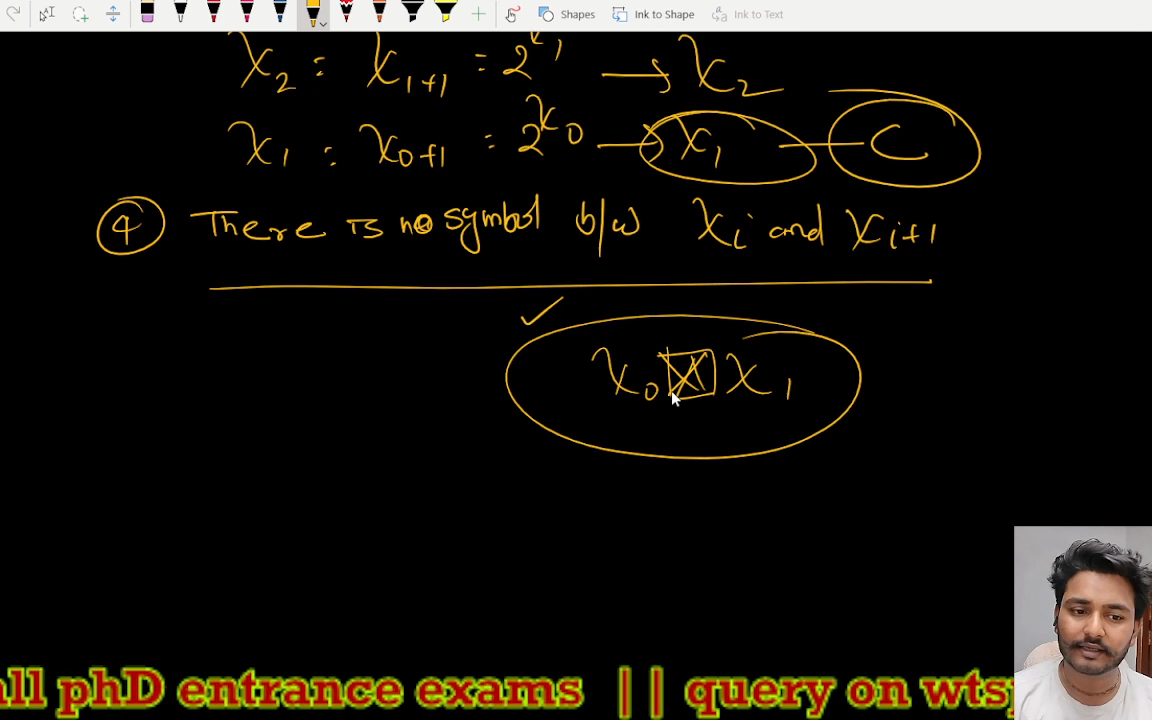 Shapes Ink to Shape Ink to Text
X₂ : X₁₊₁ : 2^X₁ → X₂
X₁ : X₀₊₁ : 2^X₀ → X₁ — C
④ There is no symbol b/w Xᵢ and Xᵢ₊₁
✓
X₀ X₁
all phD entrance exams || query on wts